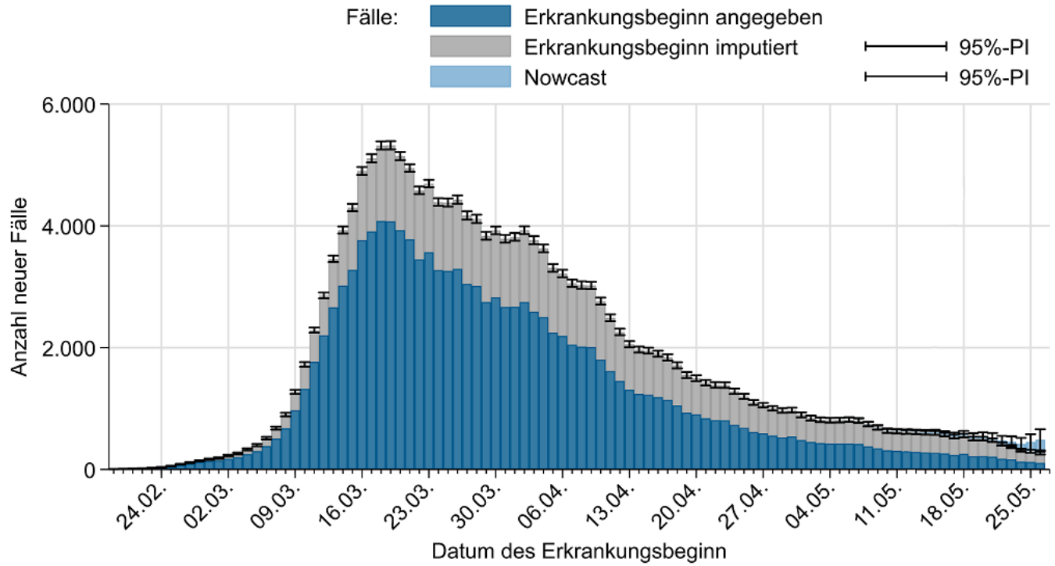 Fälle: Erkrankungsbeginn angegeben
Erkrankungsbeginn imputiert 95%-PI
Nowcast 95%-PI
6.000
4.000
2.000
0
Anzahl neuer Fälle
24.02. 02.03. 09.03. 16.03. 23.03. 30.03. 06.04. 13.04. 20.04. 27.04. 04.05. 11.05. 18.05. 25.05.
Datum des Erkrankungsbeginn